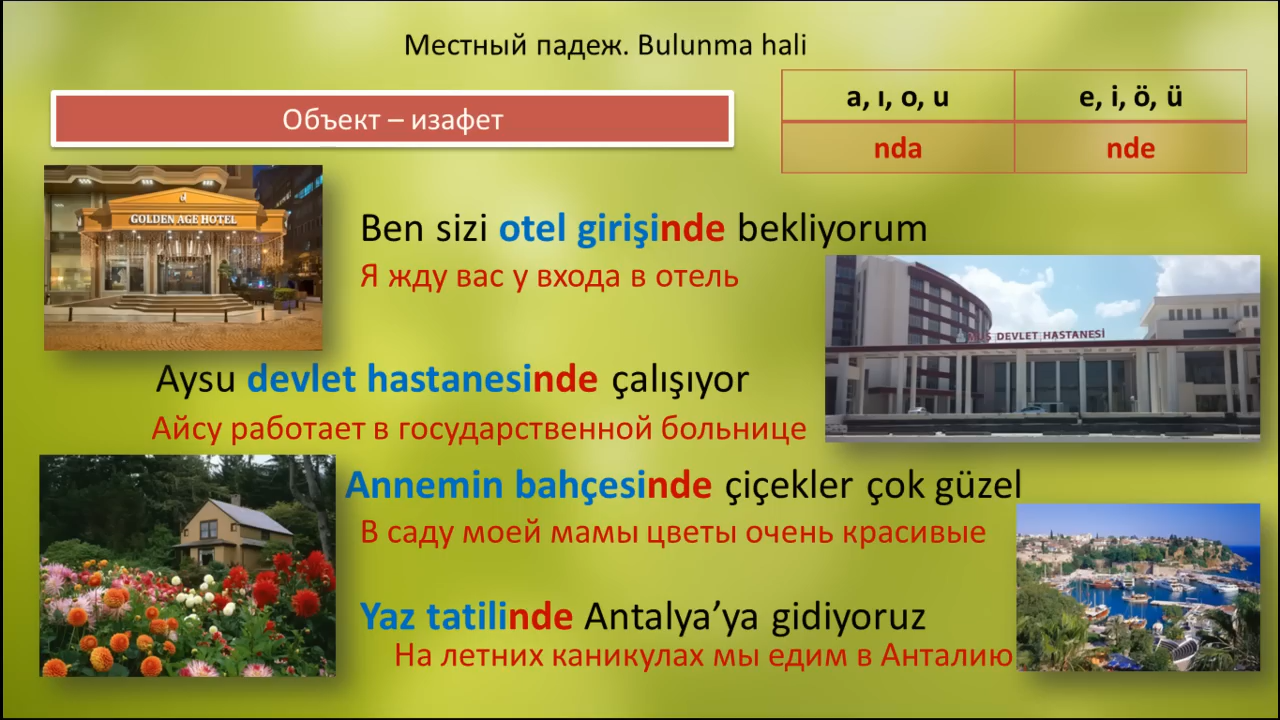 Местный падеж. Bulunma hali
Объект – изафет
a, ı, o, u
e, i, ö, ü
nda
nde
GOLDEN AGE HOTEL
Ben sizi otel girişinde bekliyorum
Я жду вас у входа в отель
MUŞ DEVLET HASTANESİ
Aysu devlet hastanesinde çalışıyor
Айсу работает в государственной больнице
Annemin bahçesinde çiçekler çok güzel
В саду моей мамы цветы очень красивые
Yaz tatilinde Antalya’ya gidiyoruz
На летних каникулах мы едим в Анталию